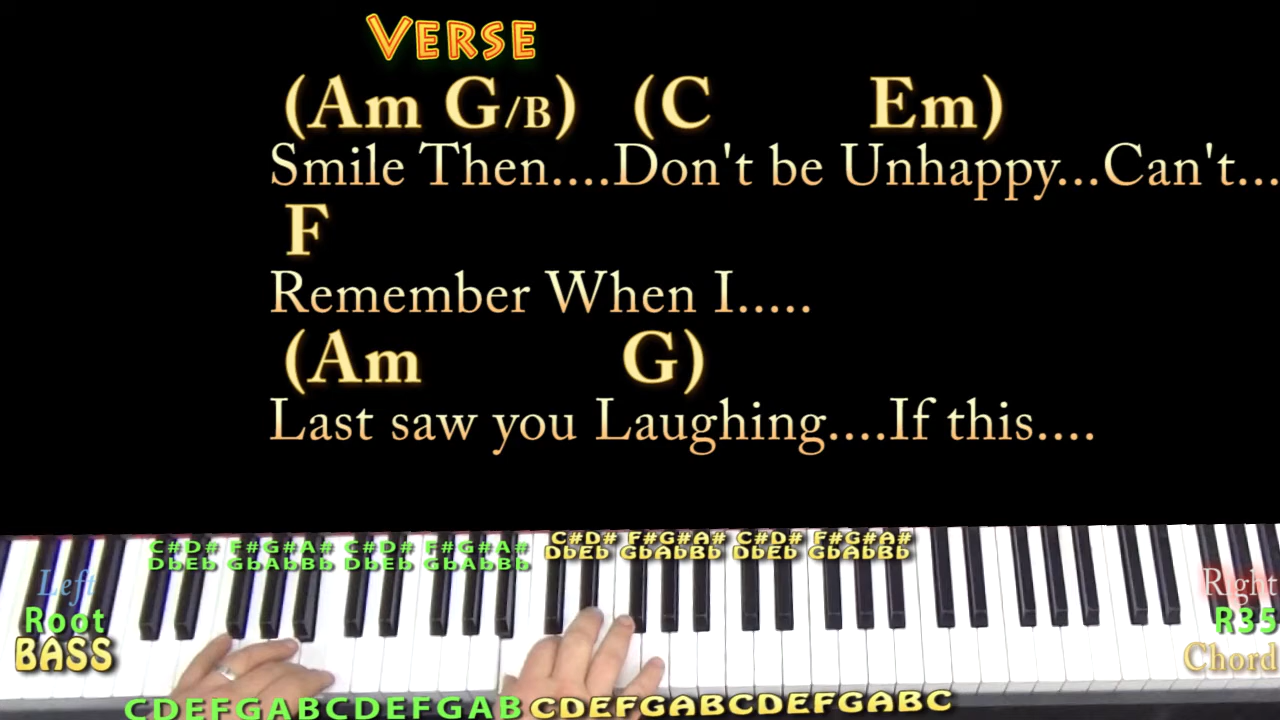 VERSE
(Am G/B) (C Em)
Smile Then....Don't be Unhappy...Can't...
F
Remember When I.....
(Am G)
Last saw you Laughing....If this....
C#D# F#G#A# C#D# F#G#A# C#D# F#G#A# C#D# F#G#A#
DbEb GbAbBb DbEb GbAbBb DbEb GbAbBb DbEb GbAbBb
Left Right
Root R35
BASS Chord
CDEFGABCDEFGAB CDEFGABCDEFGABC